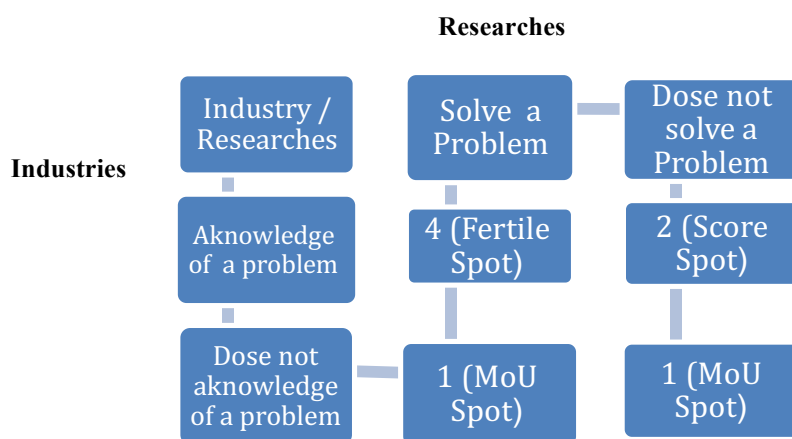 Researches
Industries
Industry /
Researches
Solve a
Problem
Dose not
solve a
Problem
Aknowledge
of a problem
4 (Fertile
Spot)
2 (Score
Spot)
Dose not
aknowledge
of a problem
1 (MoU
Spot)
1 (MoU
Spot)